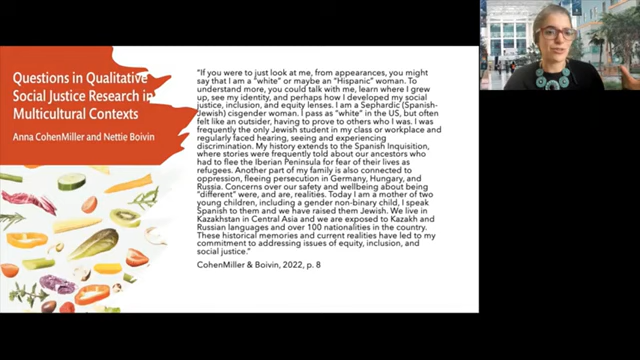 Questions in Qualitative
Social Justice Research in
Multicultural Contexts
Anna CohenMiller and Nettie Boivin
"If you were to just look at me, from appearances, you might
say that I am a "white" or maybe an "Hispanic" woman. To
understand more, you could talk with me, learn where I grew
up, see my identity, and perhaps how I developed my social
justice, inclusion, and equity lenses. I am a Sephardic (Spanish-
Jewish) cisgender woman. I pass as "white" in the US, but often
felt like an outsider, having to prove to others who I was. I was
frequently the only Jewish student in my class or workplace and
regularly faced hearing, seeing and experiencing
discrimination. My history extends to the Spanish Inquisition,
where stories were frequently told about our ancestors who
had to flee the Iberian Peninsula for fear of their lives as
refugees. Another part of my family is also connected to
oppression, fleeing persecution in Germany, Hungary, and
Russia. Concerns over our safety and wellbeing about being
"different" were, and are, realities. Today I am a mother of two
young children, including a gender non-binary child, I speak
Spanish to them and we have raised them Jewish. We live in
Kazakhstan in Central Asia and we are exposed to Kazakh and
Russian languages and over 100 nationalities in the country.
These historical memories and current realities have led to my
commitment to addressing issues of equity, inclusion, and
social justice."
CohenMiller & Boivin, 2022, p. 8